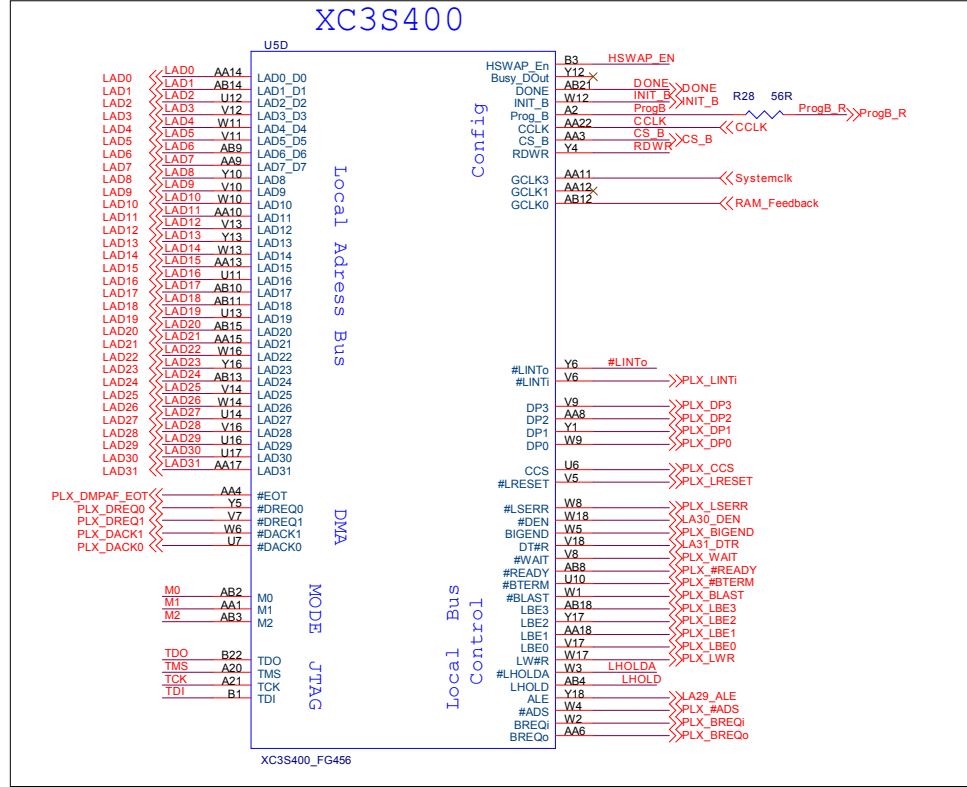 XC3S400
U5D
LAD0 LAD0 AA14 LAD0_D0
LAD1 LAD1 AB14 LAD1_D1
LAD2 LAD2 U12 LAD2_D2
LAD3 LAD3 V12 LAD3_D3
LAD4 LAD4 W11 LAD4_D4
LAD5 LAD5 V11 LAD5_D5
LAD6 LAD6 AB9 LAD6_D6
LAD7 LAD7 AA9 LAD7_D7
LAD8 LAD8 Y10 LAD8
LAD9 LAD9 V10 LAD9
LAD10 LAD10 W10 LAD10
LAD11 LAD11 AA10 LAD11
LAD12 LAD12 V13 LAD12
LAD13 LAD13 Y13 LAD13
LAD14 LAD14 W13 LAD14
LAD15 LAD15 AA13 LAD15
LAD16 LAD16 U11 LAD16
LAD17 LAD17 AB10 LAD17
LAD18 LAD18 AB11 LAD18
LAD19 LAD19 U13 LAD19
LAD20 LAD20 AB15 LAD20
LAD21 LAD21 AA15 LAD21
LAD22 LAD22 W16 LAD22
LAD23 LAD23 Y16 LAD23
LAD24 LAD24 AB13 LAD24
LAD25 LAD25 V14 LAD25
LAD26 LAD26 W14 LAD26
LAD27 LAD27 U14 LAD27
LAD28 LAD28 V16 LAD28
LAD29 LAD29 U16 LAD29
LAD30 LAD30 U17 LAD30
LAD31 LAD31 AA17 LAD31
Local Adress Bus
PLX_DMPAF_EOT AA4 #EOT
PLX_DREQ0 Y5 #DREQ0
PLX_DREQ1 V7 #DREQ1
PLX_DACK1 W6 #DACK1
PLX_DACK0 U7 #DACK0
DMA
M0 AB2 M0
M1 AA1 M1
M2 AB3 M2
MODE
TDO B22 TDO
TMS A20 TMS
TCK A21 TCK
TDI B1 TDI
JTAG
Config
HSWAP_En B3 HSWAP_EN
Busy_DOut Y12
DONE AB21 DONE DONE
INIT_B W12 INIT_B INIT_B
Prog_B A2 ProgB R28 56R ProgB_R ProgB_R
CCLK AA22 CCLK CCLK
CS_B AA3 CS_B CS_B
RDWR Y4 RDWR
GCLK3 AA11 Systemclk
GCLK1 AA12
GCLK0 AB12 RAM_Feedback
#LINTo Y6 #LINTo
#LINTi V6 PLX_LINTi
DP3 V9 PLX_DP3
DP2 AA8 PLX_DP2
DP1 Y1 PLX_DP1
DP0 W9 PLX_DP0
CCS U6 PLX_CCS
#LRESET V5 PLX_LRESET
Local Bus
Control
#LSERR W8 PLX_LSERR
#DEN W18 LA30_DEN
BIGEND W5 PLX_BIGEND
DT#R V18 LA31_DTR
#WAIT V8 PLX_WAIT
#READY AB8 PLX_#READY
#BTERM U10 PLX_#BTERM
#BLAST W1 PLX_BLAST
LBE3 AB18 PLX_LBE3
LBE2 Y17 PLX_LBE2
LBE1 AA18 PLX_LBE1
LBE0 V17 PLX_LBE0
LW#R W17 PLX_LWR
#LHOLDA W3 LHOLDA
LHOLD AB4 LHOLD
ALE Y18 LA29_ALE
#ADS W4 PLX_#ADS
BREQi W2 PLX_BREQi
BREQo AA6 PLX_BREQo
XC3S400_FG456